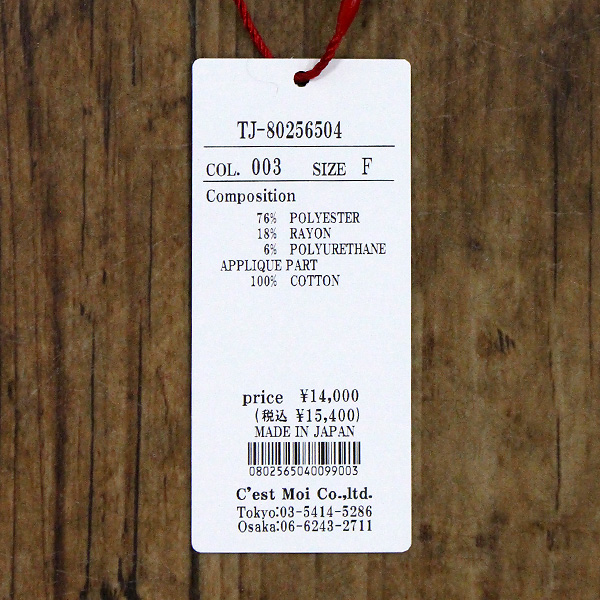 TJ-80256504
COL. 003 SIZE F
Composition
76% POLYESTER
18% RAYON
6% POLYURETHANE
APPLIQUE PART
100% COTTON
price ¥14,000
(税込 ¥15,400)
MADE IN JAPAN
0802565040099003
C'est Moi Co.,ltd.
Tokyo:03-5414-5286
Osaka:06-6243-2711